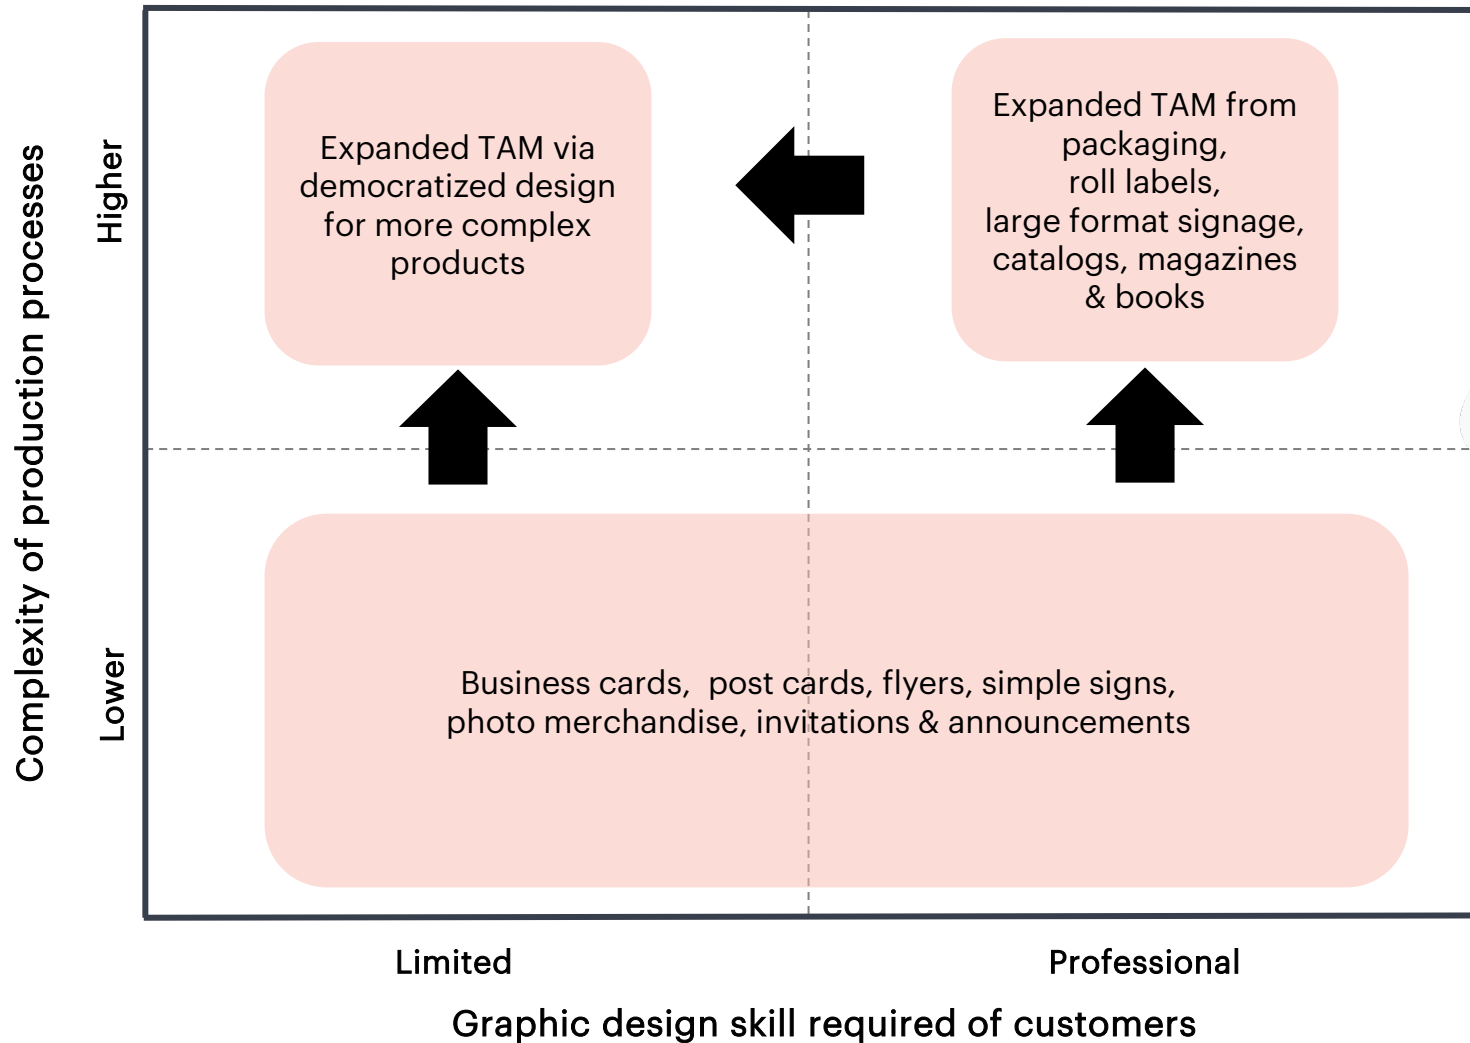 Complexity of production processes
Higher
Lower
Expanded TAM via
democratized design
for more complex
products
Expanded TAM from
packaging,
roll labels,
large format signage,
catalogs, magazines
& books
Business cards,  post cards, flyers, simple signs,
photo merchandise, invitations & announcements
Limited
Professional
Graphic design skill required of customers